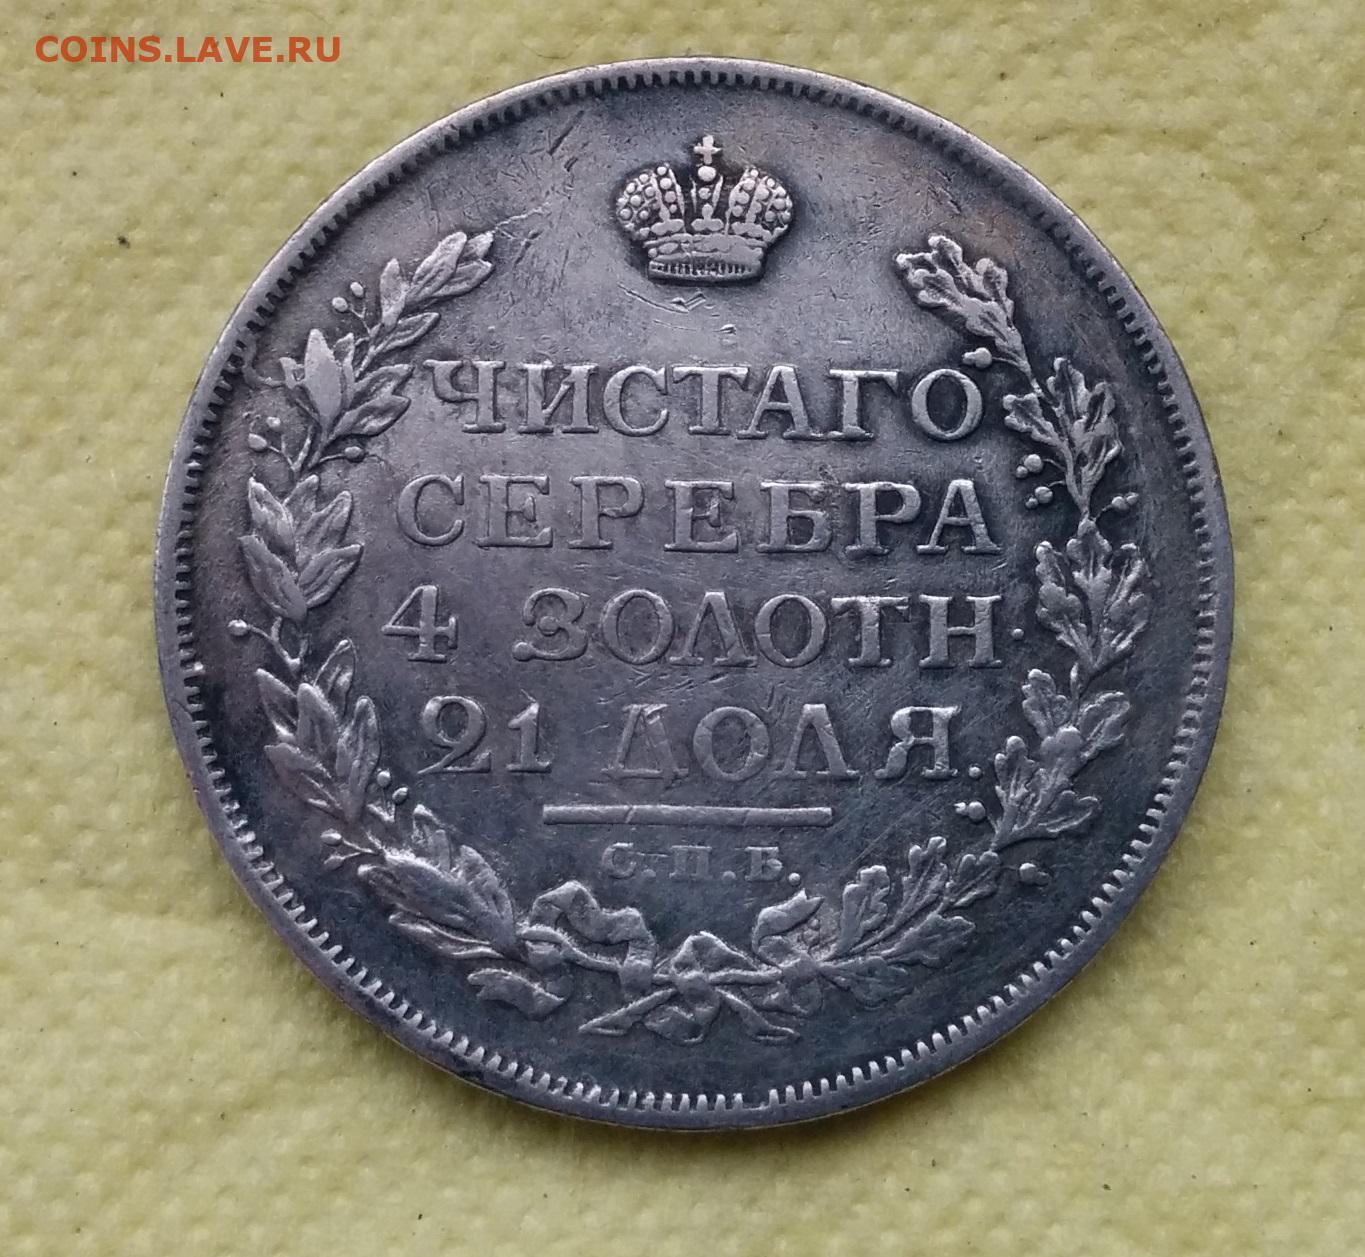 COINS.LAVE.RU
ЧИСТАГО
СЕРЕБРА
4 ЗОЛОТН.
21 ДОЛЯ.
С.П.Б.